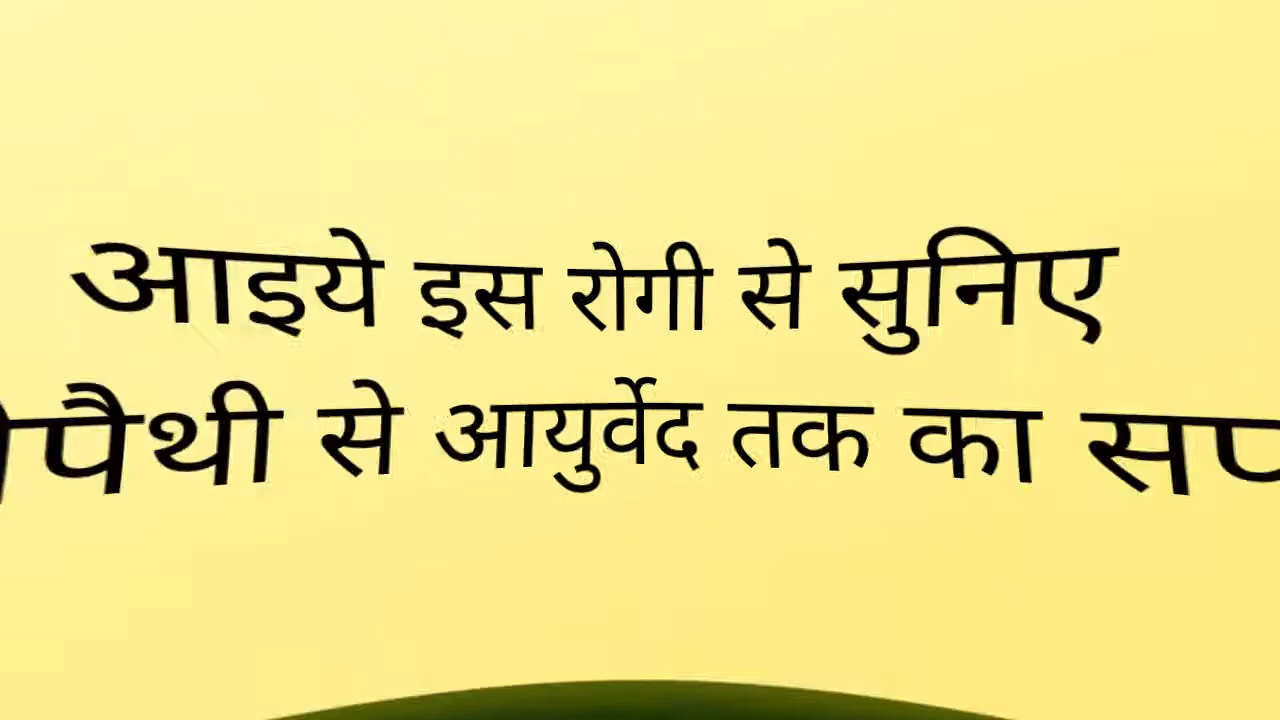 आइये इस रोगी से सुनिए
पैथी से आयुर्वेद तक का